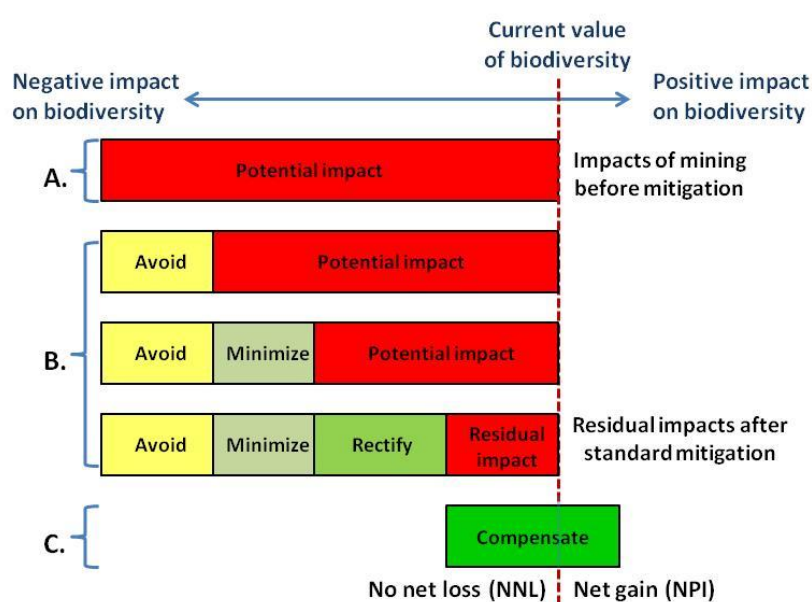 Current value
of biodiversity
Negative impact
on biodiversity
Positive impact
on biodiversity
A.
Potential impact
Impacts of mining
before mitigation
B.
Avoid
Potential impact
Avoid
Minimize
Potential impact
Avoid
Minimize
Rectify
Residual
impact
Residual impacts after
standard mitigation
C.
Compensate
No net loss (NNL)
Net gain (NPI)